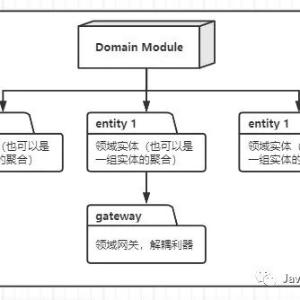 Domain Module
(也可以是
的聚合)
entity 1
领域实体（也可以是
一组实体的聚合）
entity 1
领域实体（
一组实体的
gateway
领域网关，解耦利器
Jav